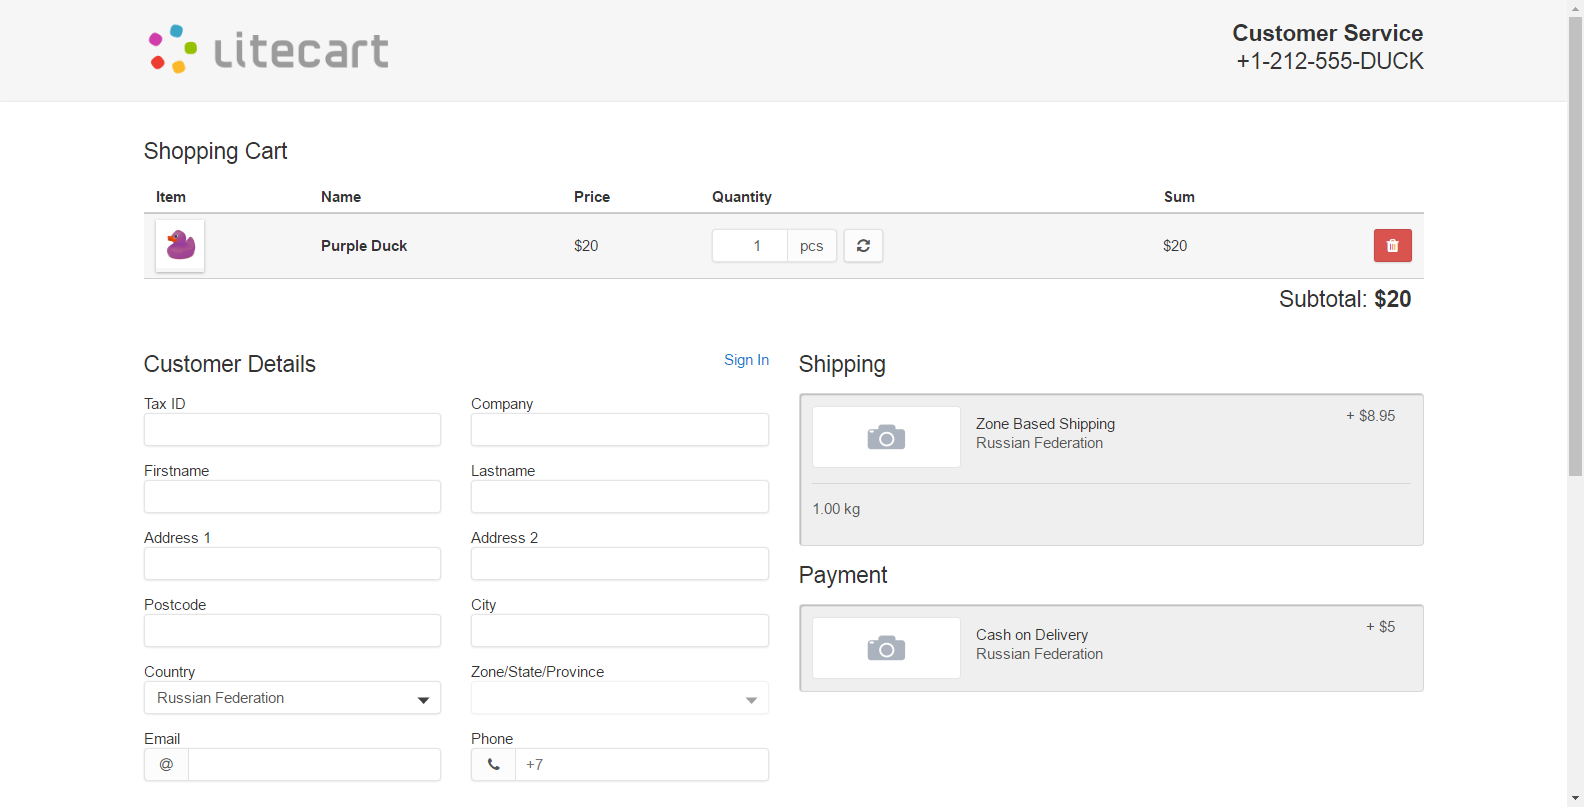 Litecart
Customer Service
+1-212-555-DUCK
Shopping Cart
Item Name Price Quantity Sum
Purple Duck $20 1 pcs $20
Subtotal: $20
Customer Details Sign In
Tax ID Company
Firstname Lastname
Address 1 Address 2
Postcode City
Country Zone/State/Province
Russian Federation
Email Phone
@ +7
Shipping
Zone Based Shipping + $8.95
Russian Federation
1.00 kg
Payment
Cash on Delivery + $5
Russian Federation